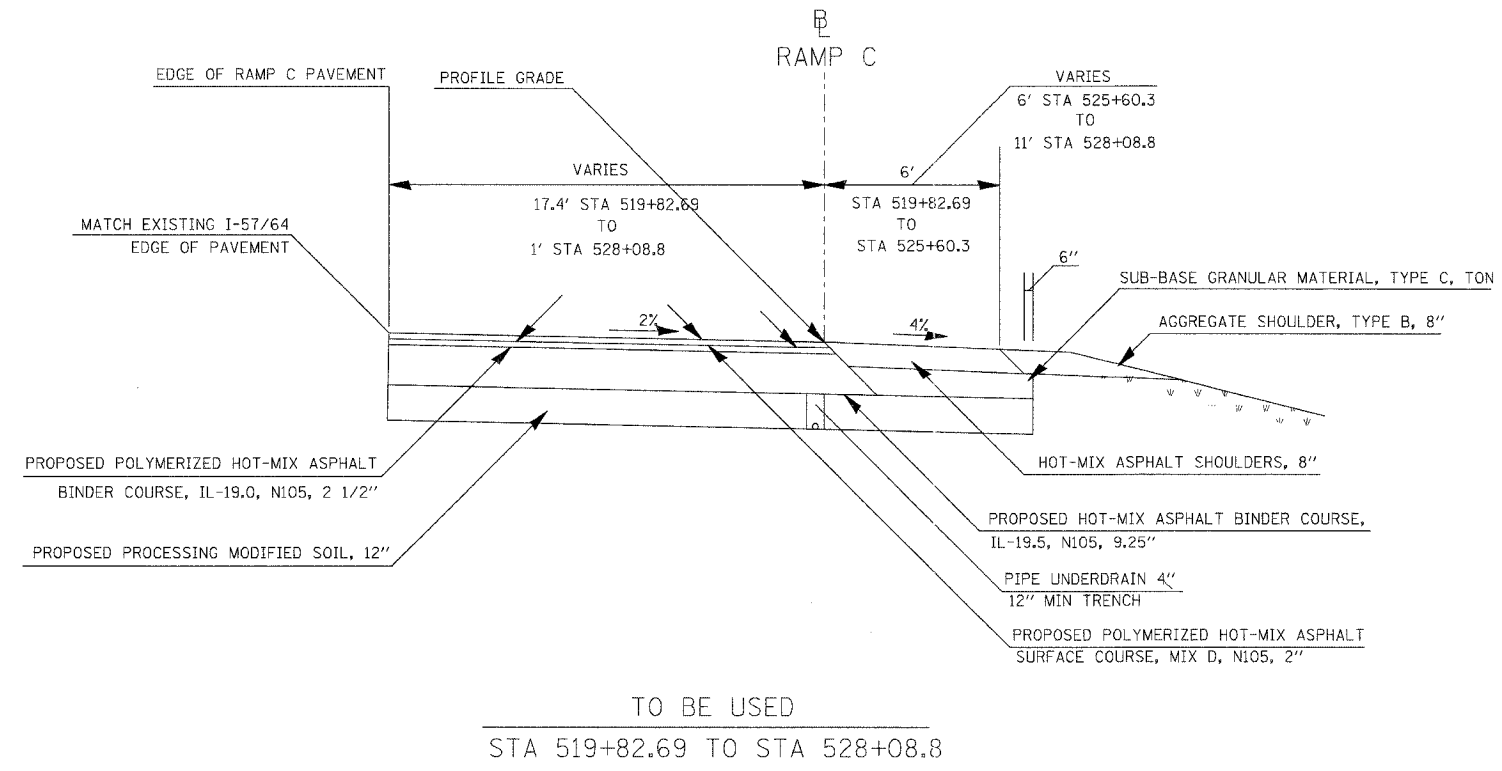 BL
RAMP C
EDGE OF RAMP C PAVEMENT
PROFILE GRADE
VARIES
6' STA 525+60.3
TO
11' STA 528+08.8
VARIES
17.4' STA 519+82.69
TO
1' STA 528+08.8
6'
STA 519+82.69
TO
STA 525+60.3
MATCH EXISTING I-57/64
EDGE OF PAVEMENT
6"
SUB-BASE GRANULAR MATERIAL, TYPE C, TON
AGGREGATE SHOULDER, TYPE B, 8"
2%
4%
PROPOSED POLYMERIZED HOT-MIX ASPHALT
BINDER COURSE, IL-19.0, N105, 2 1/2"
HOT-MIX ASPHALT SHOULDERS, 8"
PROPOSED HOT-MIX ASPHALT BINDER COURSE,
IL-19.5, N105, 9.25"
PROPOSED PROCESSING MODIFIED SOIL, 12"
PIPE UNDERDRAIN 4"
12" MIN TRENCH
PROPOSED POLYMERIZED HOT-MIX ASPHALT
SURFACE COURSE, MIX D, N105, 2"
TO BE USED
STA 519+82.69 TO STA 528+08.8